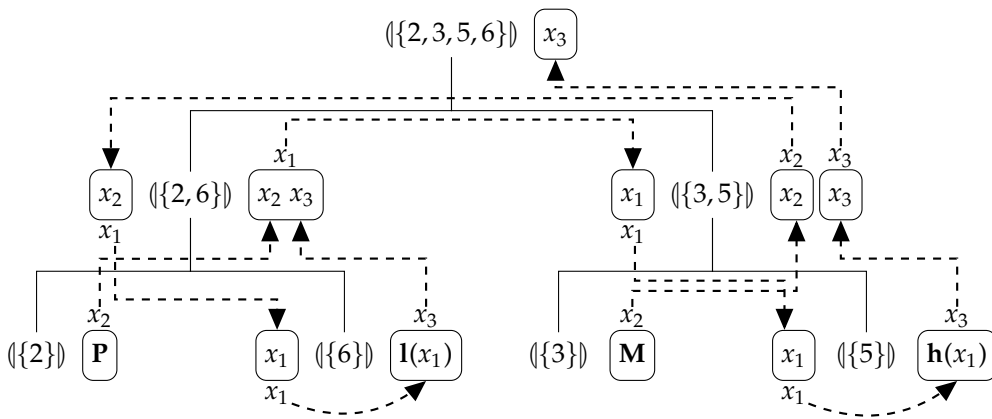 ⦇{2, 3, 5, 6}⦈ x₃
x₁ x₂ x₃
x₂ ⦇{2, 6}⦈ x₂ x₃ x₁ ⦇{3, 5}⦈ x₂ x₃
x₁ x₁
x₂ x₃ x₂ x₃
⦇{2}⦈ P x₁ ⦇{6}⦈ l(x₁) ⦇{3}⦈ M x₁ ⦇{5}⦈ h(x₁)
x₁ x₁